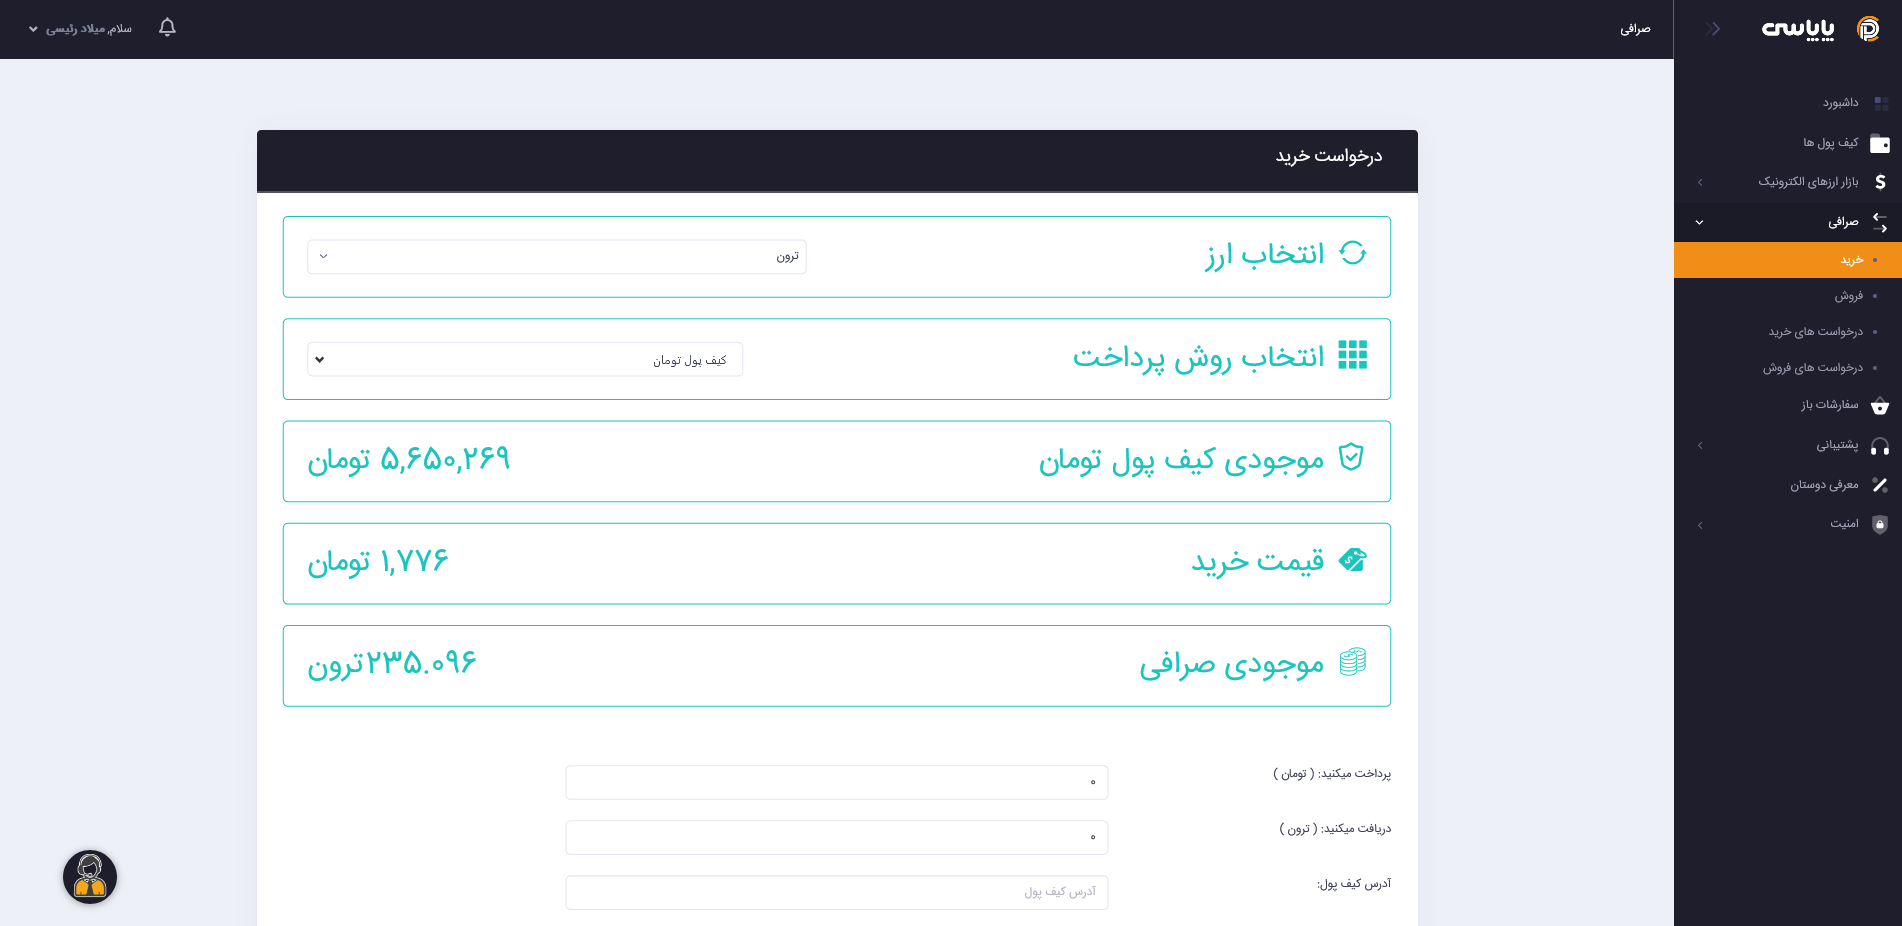 پاپاسی
صرافی
سلام, میلاد رئیسی
داشبورد
کیف پول ها
بازار ارزهای الکترونیک
صرافی
خرید
فروش
درخواست های خرید
درخواست های فروش
سفارشات باز
پشتیبانی
معرفی دوستان
امنیت
درخواست خرید
انتخاب ارز
ترون
انتخاب روش پرداخت
کیف پول تومان
موجودی کیف پول تومان
۵,۶۵۰,۲۶۹ تومان
قیمت خرید
۱,۷۷۶ تومان
موجودی صرافی
۲۳۵.۰۹۶ترون
پرداخت میکنید: ( تومان )
۰
دریافت میکنید: ( ترون )
۰
آدرس کیف پول:
آدرس کیف پول